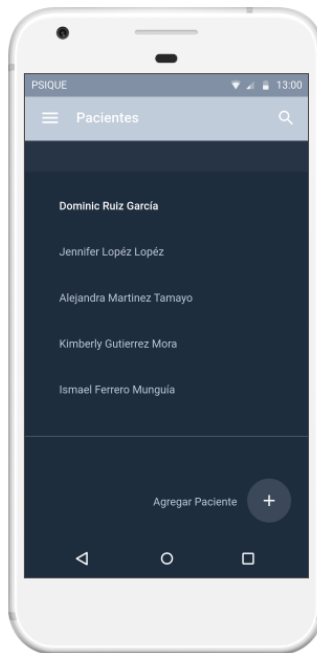 PSIQUE 13:00
Pacientes
Dominic Ruiz García
Jennifer Lopéz Lopéz
Alejandra Martinez Tamayo
Kimberly Gutierrez Mora
Ismael Ferrero Munguía
Agregar Paciente